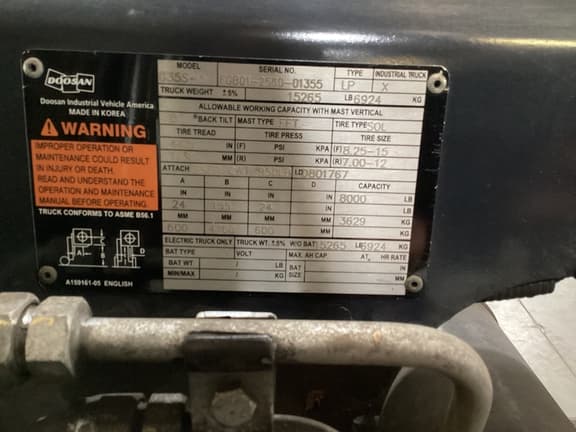 DOOSAN
Doosan Industrial Vehicle America
MADE IN KOREA
WARNING
IMPROPER OPERATION OR
MAINTENANCE COULD RESULT
IN INJURY OR DEATH.
READ AND UNDERSTAND THE
OPERATION AND MAINTENANCE
MANUAL BEFORE OPERATING.
TRUCK CONFORMS TO ASME B56.1
A B C D
A159161-05 ENGLISH
MODEL SERIAL NO. TYPE INDUSTRIAL TRUCK
G35S- -01355 LP X
TRUCK WEIGHT ±5% 15265 LB 6924 KG
ALLOWABLE WORKING CAPACITY WITH MAST VERTICAL
°BACK TILT MAST TYPE FFT TIRE TYPE SOL
TIRE TREAD TIRE PRESS TIRE SIZE
IN (F) PSI KPA (F) 8.25-15
(R) PSI KPA (R) 7.00-12
ATTACH LD 0801767
A B C D CAPACITY
24 24 IN 8000 LB
MM MM MM MM 3629 KG
600 600
ELECTRIC TRUCK ONLY TRUCK WT. ±5% W/O BAT 15265 LB 6924 KG
BAT TYPE VOLT MAX. AH CAP AT HR RATE
BAT WT / LB BAT SIZE IN
MIN/MAX / KG MM